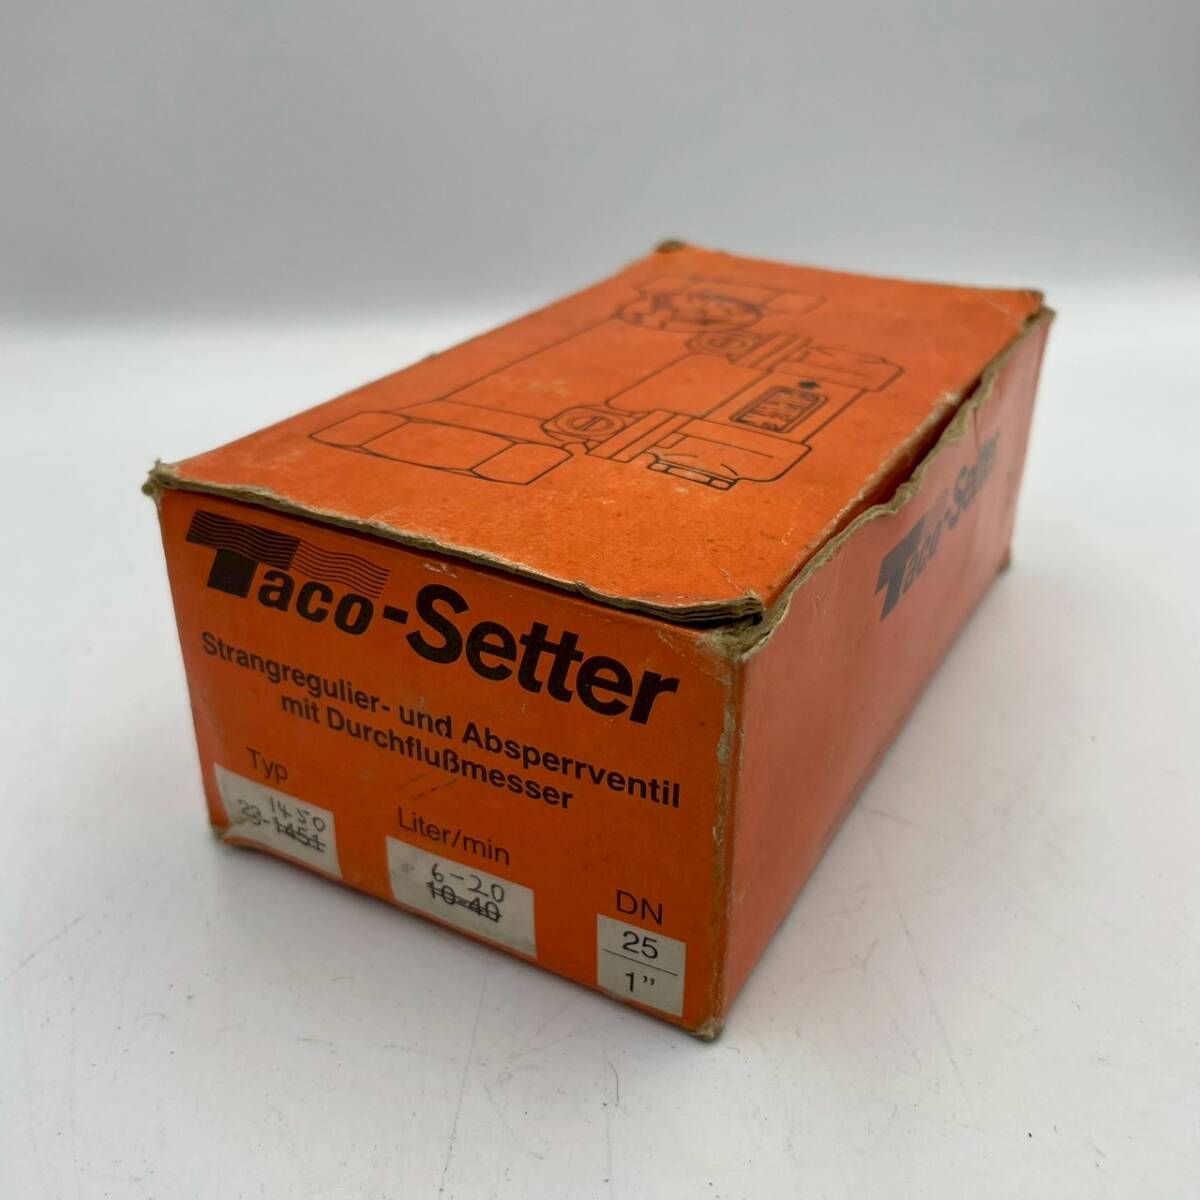 Taco-Setter
Strangregulier- und Absperrventil
mit Durchflußmesser
Typ
1450
23-1451
Liter/min
6-20
10-40
DN
25
1”
Taco-Setter